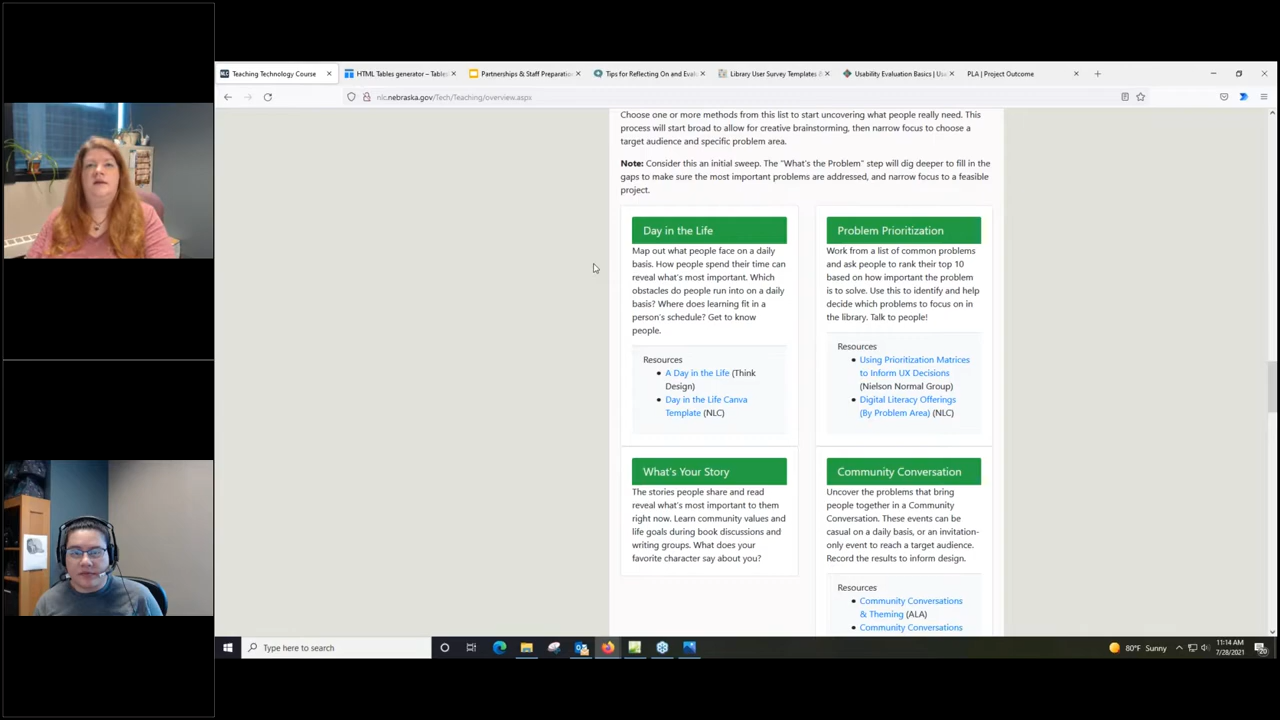 Teaching Technology Course
HTML Tables generator – Tables
Partnerships & Staff Preparatio
Tips for Reflecting On and Eval
Library User Survey Templates &
Usability Evaluation Basics | Us
PLA | Project Outcome
nlc.nebraska.gov/Tech/Teaching/overview.asps
Choose one or more methods from this list to start uncovering what people really need. This
process will start broad to allow for creative brainstorming, then narrow focus to choose a
target audience and specific problem area.
Note: Consider this an initial sweep. The "What's the Problem" step will dig deeper to fill in the
gaps to make sure the most important problems are addressed, and narrow focus to a feasible
project.
Day in the Life
Map out what people face on a daily
basis. How people spend their time can
reveal what's most important. Which
obstacles do people run into on a daily
basis? Where does learning fit in a
person's schedule? Get to know
people.
Resources
A Day in the Life (Think
Design)
Day in the Life Canva
Template (NLC)
Problem Prioritization
Work from a list of common problems
and ask people to rank their top 10
based on how important the problem
is to solve. Use this to identify and help
decide which problems to focus on in
the library. Talk to people!
Resources
Using Prioritization Matrices
to Inform UX Decisions
(Nielson Normal Group)
Digital Literacy Offerings
(By Problem Area) (NLC)
What's Your Story
The stories people share and read
reveal what's most important to them
right now. Learn community values and
life goals during book discussions and
writing groups. What does your
favorite character say about you?
Community Conversation
Uncover the problems that bring
people together in a Community
Conversation. These events can be
casual on a daily basis, or an invitation-
only event to reach a target audience.
Record the results to inform design.
Resources
Community Conversations
& Theming (ALA)
Community Conversations
Type here to search
80°F Sunny
11:14 AM
7/28/2021
20